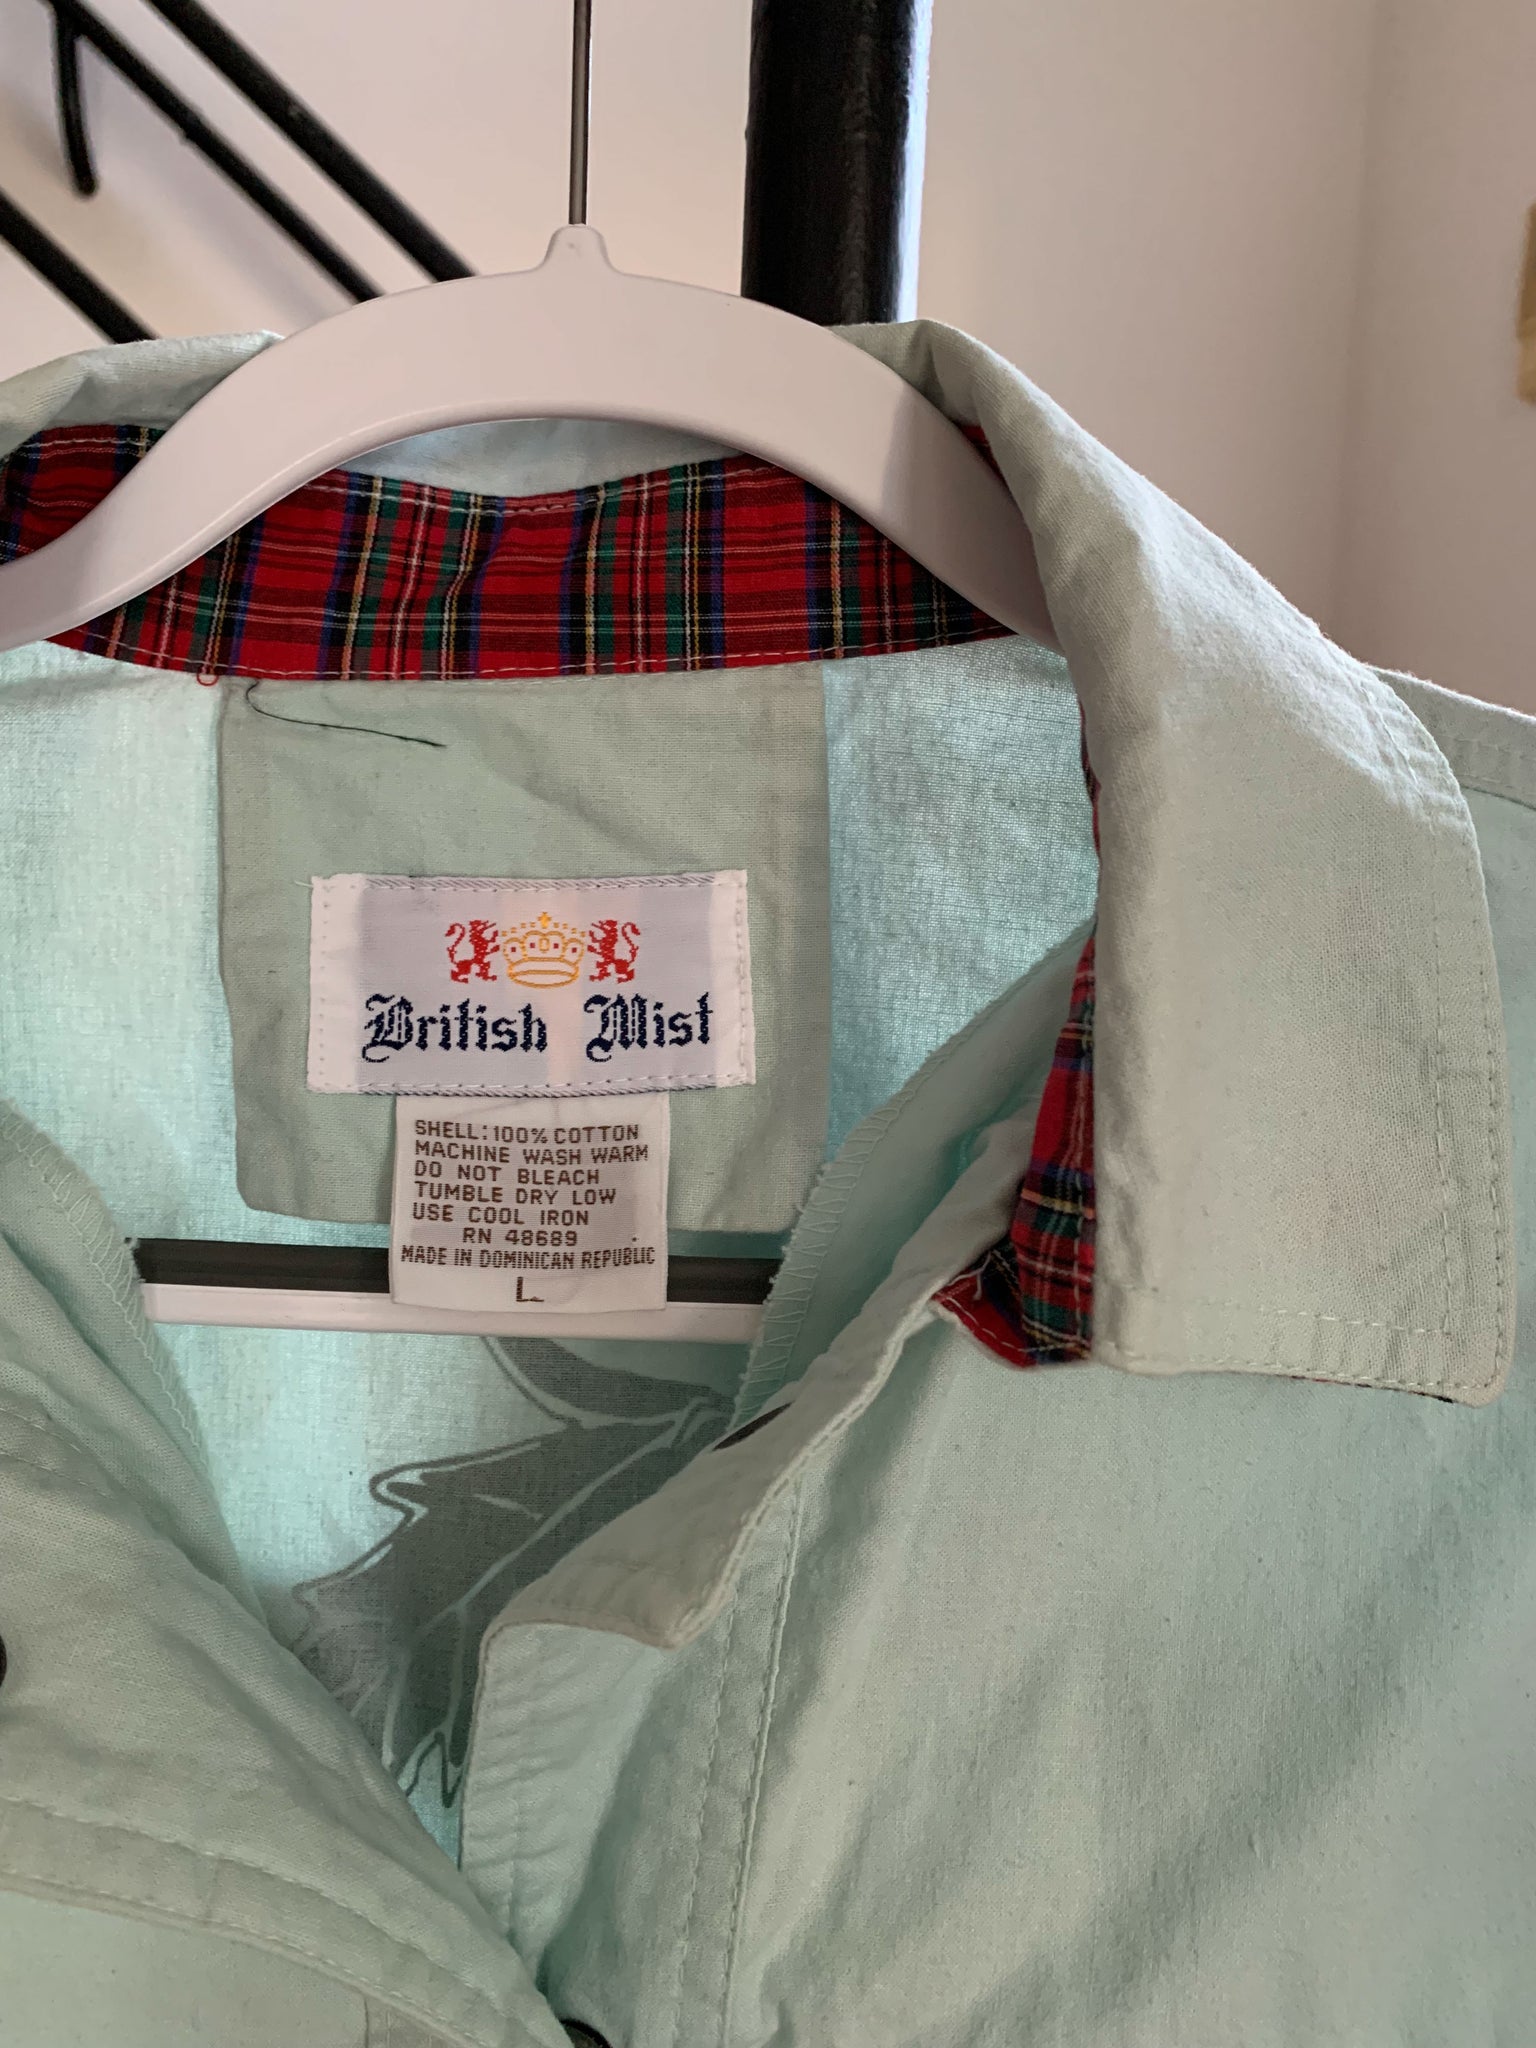 British Mist
SHELL: 100% COTTON
MACHINE WASH WARM
DO NOT BLEACH
TUMBLE DRY LOW
USE COOL IRON
RN 48689
MADE IN DOMINICAN REPUBLIC
L